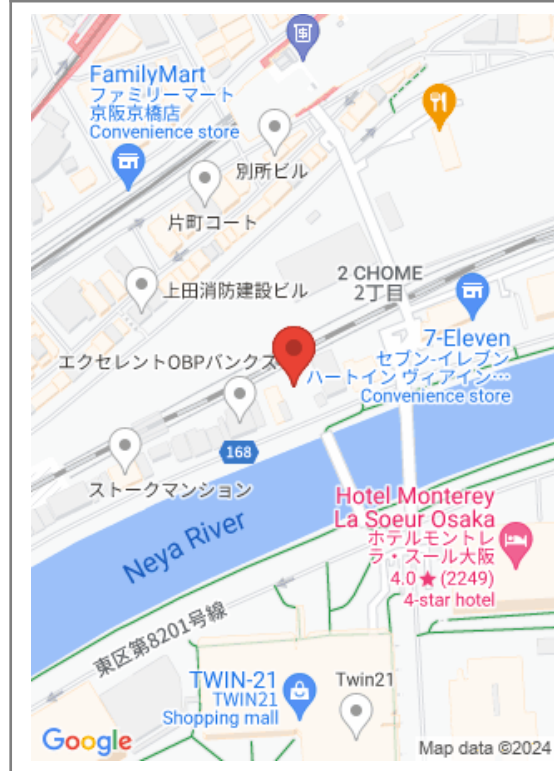 FamilyMart
ファミリーマート
京阪京橋店
Convenience store
別所ビル
片町コート
2 CHOME
2丁目
上田消防建設ビル
7-Eleven
セブン-イレブン
ハートイン ヴィアイン…
Convenience store
エクセレントOBPバンクス
168
ストークマンション
Hotel Monterey
La Soeur Osaka
ホテルモントレ
ラ・スール大阪
4.0★(2249)
4-star hotel
Neya River
東区第8201号線
TWIN-21
TWIN21
Shopping mall
Twin21
Google
Map data ©2024